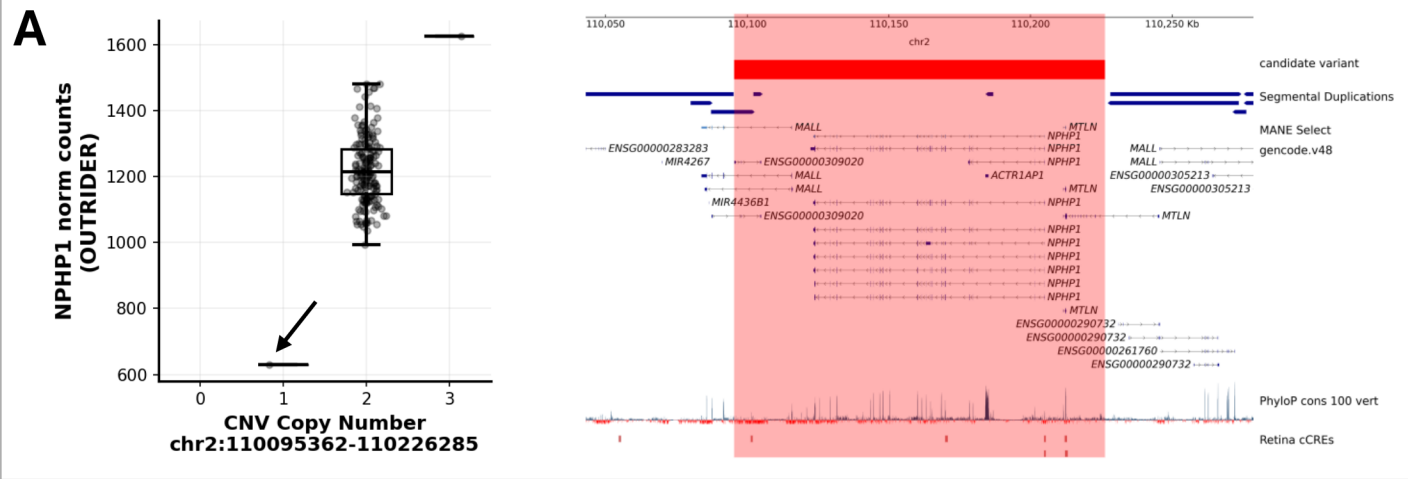 A
NPHP1 norm counts
(OUTRIDER)
1600
1400
1200
1000
800
600
0 1 2 3
CNV Copy Number
chr2:110095362-110226285
110,050 110,100 110,150 110,200 110,250 Kb
chr2
candidate variant
Segmental Duplications
MANE Select
gencode.v48
MALL MTLN
NPHP1
ENSG00000283283 NPHP1 MALL
MIR4267 ENSG00000309020 NPHP1 MALL
MALL ACTR1AP1 ENSG00000305213
MALL MTLN ENSG00000305213
MIR4436B1 NPHP1
ENSG00000309020 MTLN
NPHP1
NPHP1
NPHP1
NPHP1
NPHP1
NPHP1
MTLN
ENSG00000290732
ENSG00000290732
ENSG00000261760
ENSG00000290732
PhyloP cons 100 vert
Retina cCREs